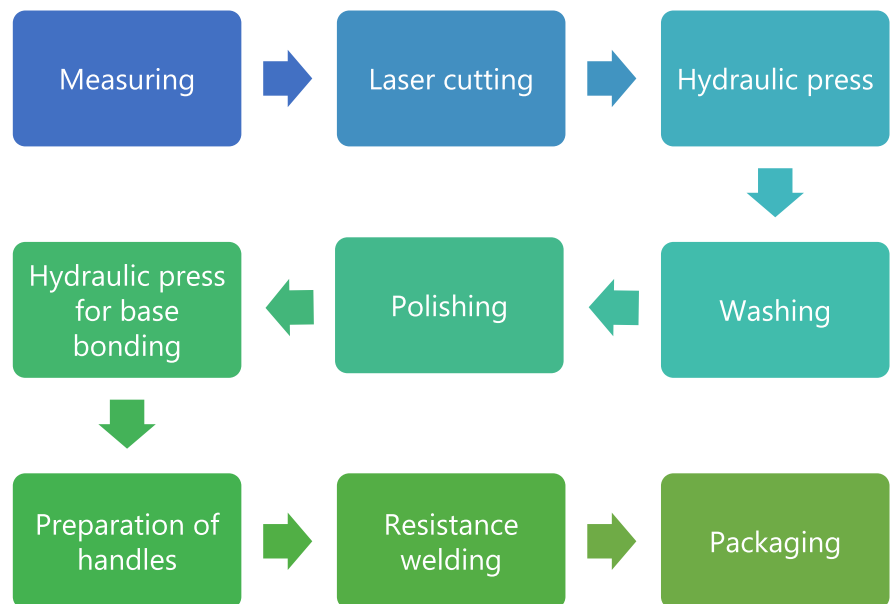 Measuring
Laser cutting
Hydraulic press
Washing
Polishing
Hydraulic press
for base
bonding
Preparation of
handles
Resistance
welding
Packaging